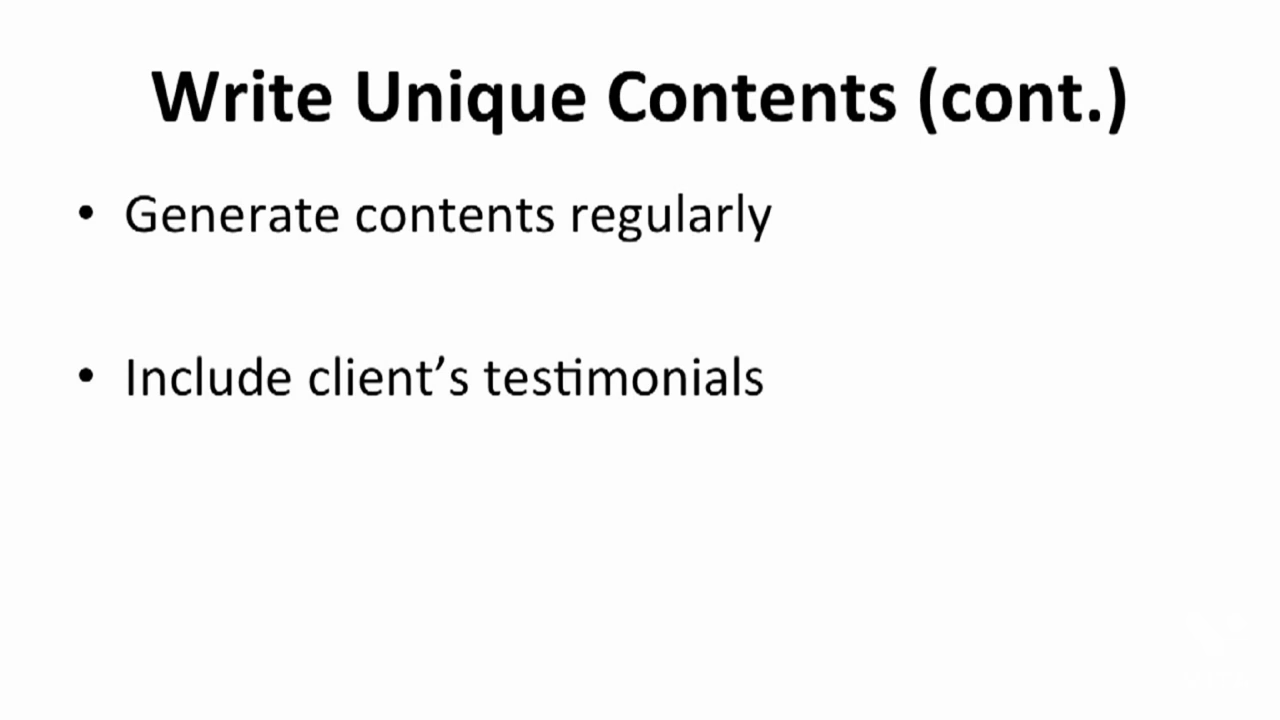 Write Unique Contents (cont.)
• Generate contents regularly
• Include client’s testimonials